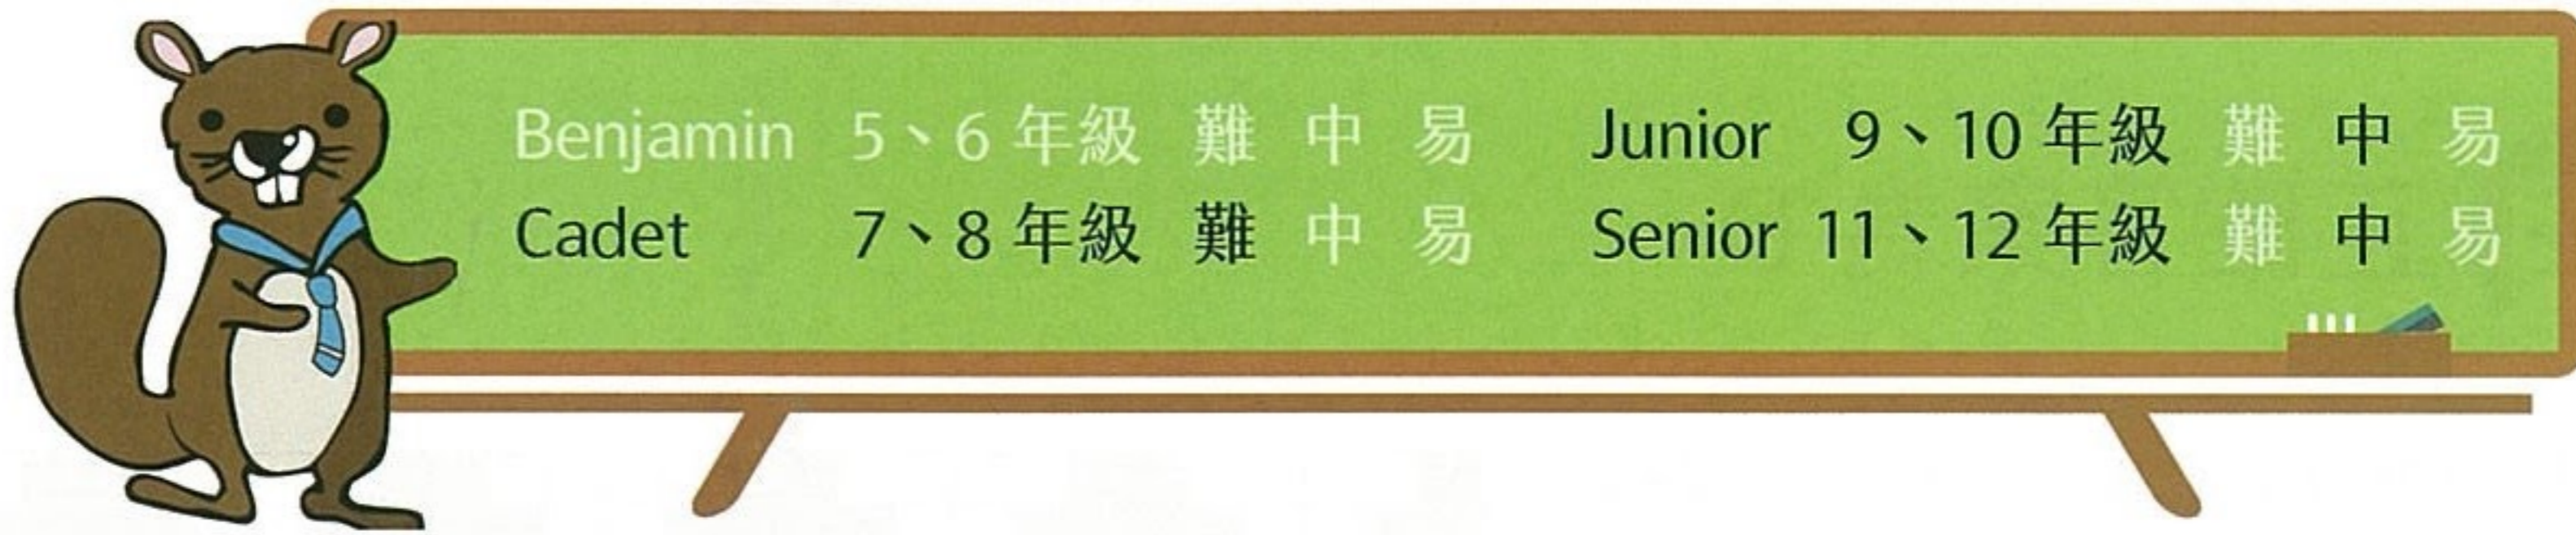 Benjamin 5、6 年級 難 中 易
Cadet 7、8 年級 難 中 易
Junior 9、10 年級 難 中 易
Senior 11、12 年級 難 中 易